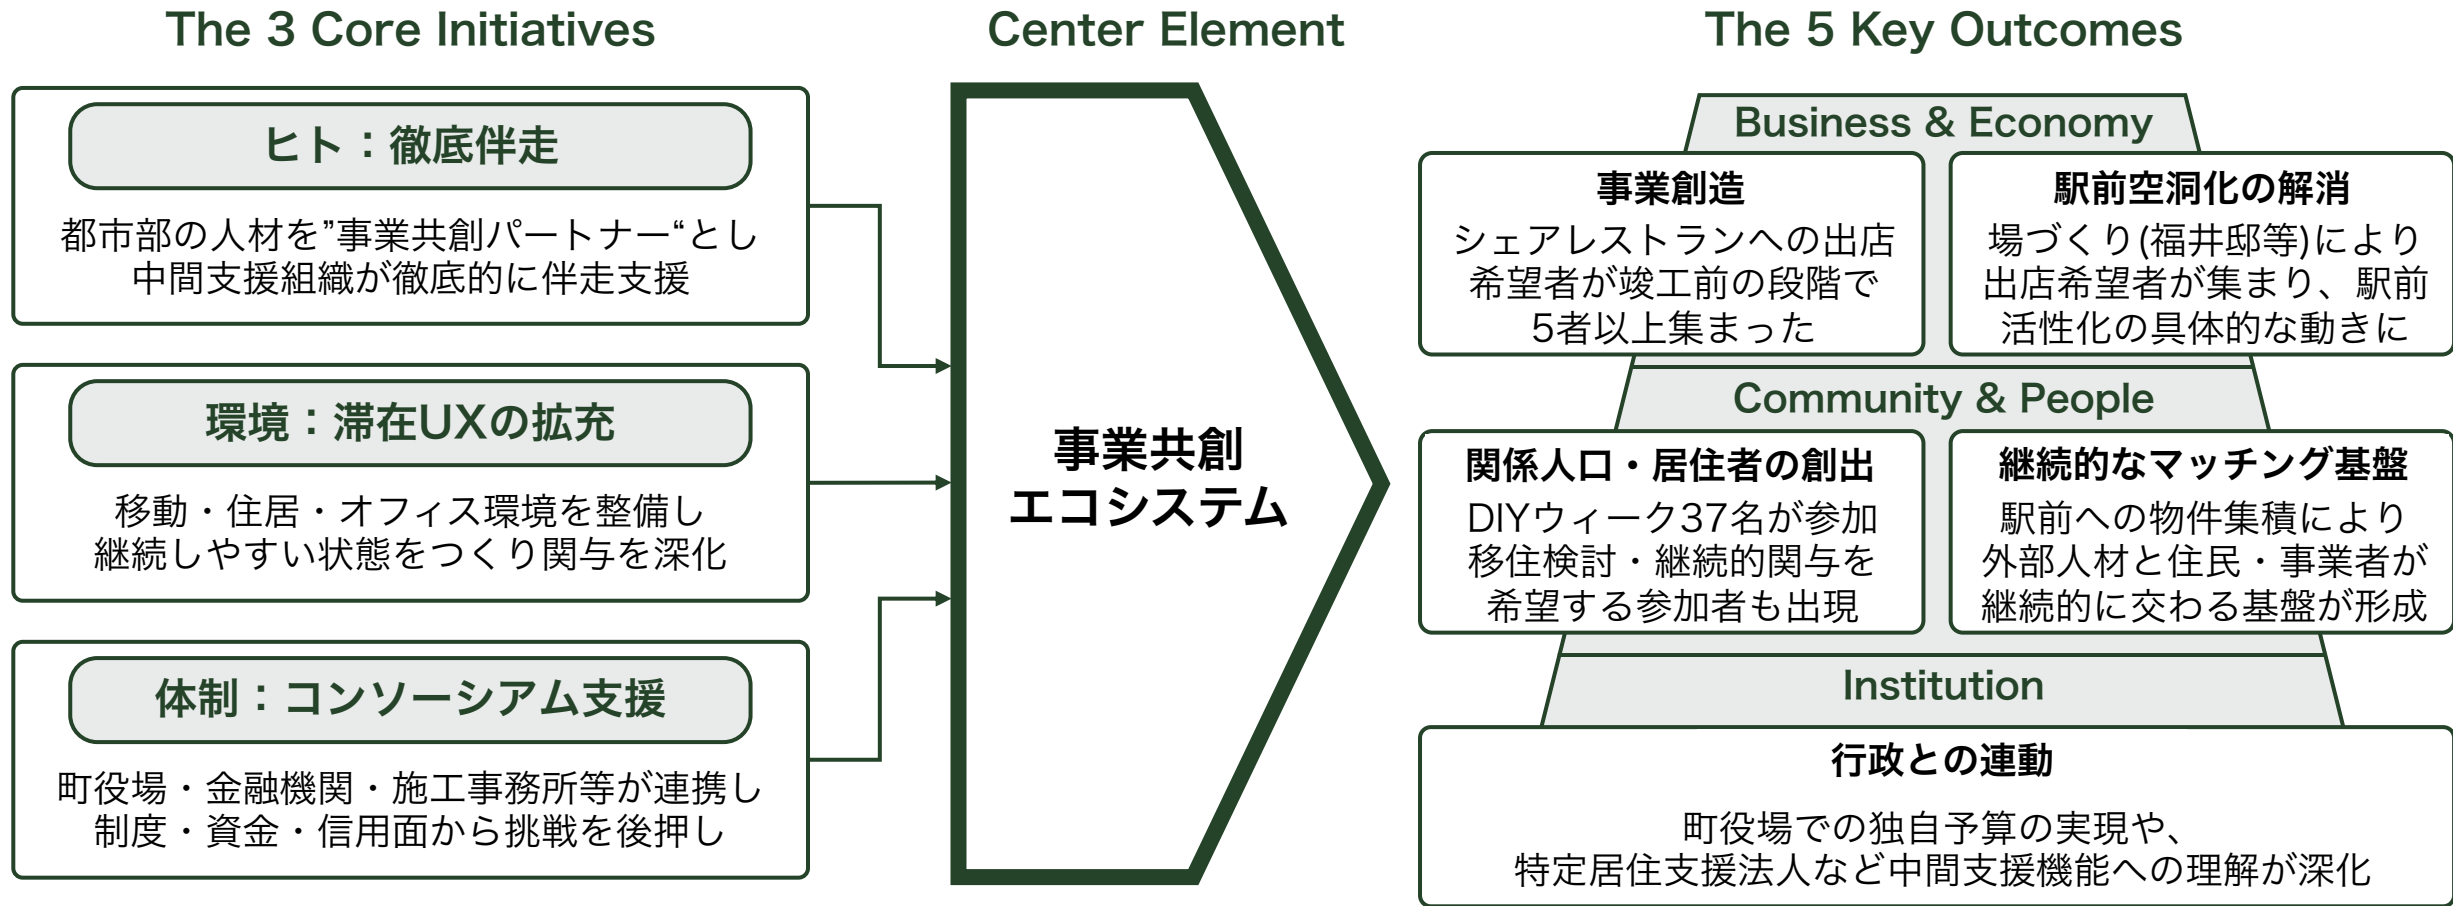 The 3 Core Initiatives
ヒト：徹底伴走
都市部の人材を”事業共創パートナー“とし
中間支援組織が徹底的に伴走支援
環境：滞在UXの拡充
移動・住居・オフィス環境を整備し
継続しやすい状態をつくり関与を深化
体制：コンソーシアム支援
町役場・金融機関・施工事務所等が連携し
制度・資金・信用面から挑戦を後押し
Center Element
事業共創
エコシステム
The 5 Key Outcomes
Business & Economy
事業創造
シェアレストランへの出店
希望者が竣工前の段階で
5者以上集まった
駅前空洞化の解消
場づくり(福井邸等)により
出店希望者が集まり、駅前
活性化の具体的な動きに
Community & People
関係人口・居住者の創出
DIYウィーク37名が参加
移住検討・継続的関与を
希望する参加者も出現
継続的なマッチング基盤
駅前への物件集積により
外部人材と住民・事業者が
継続的に交わる基盤が形成
Institution
行政との連動
町役場での独自予算の実現や、
特定居住支援法人など中間支援機能への理解が深化